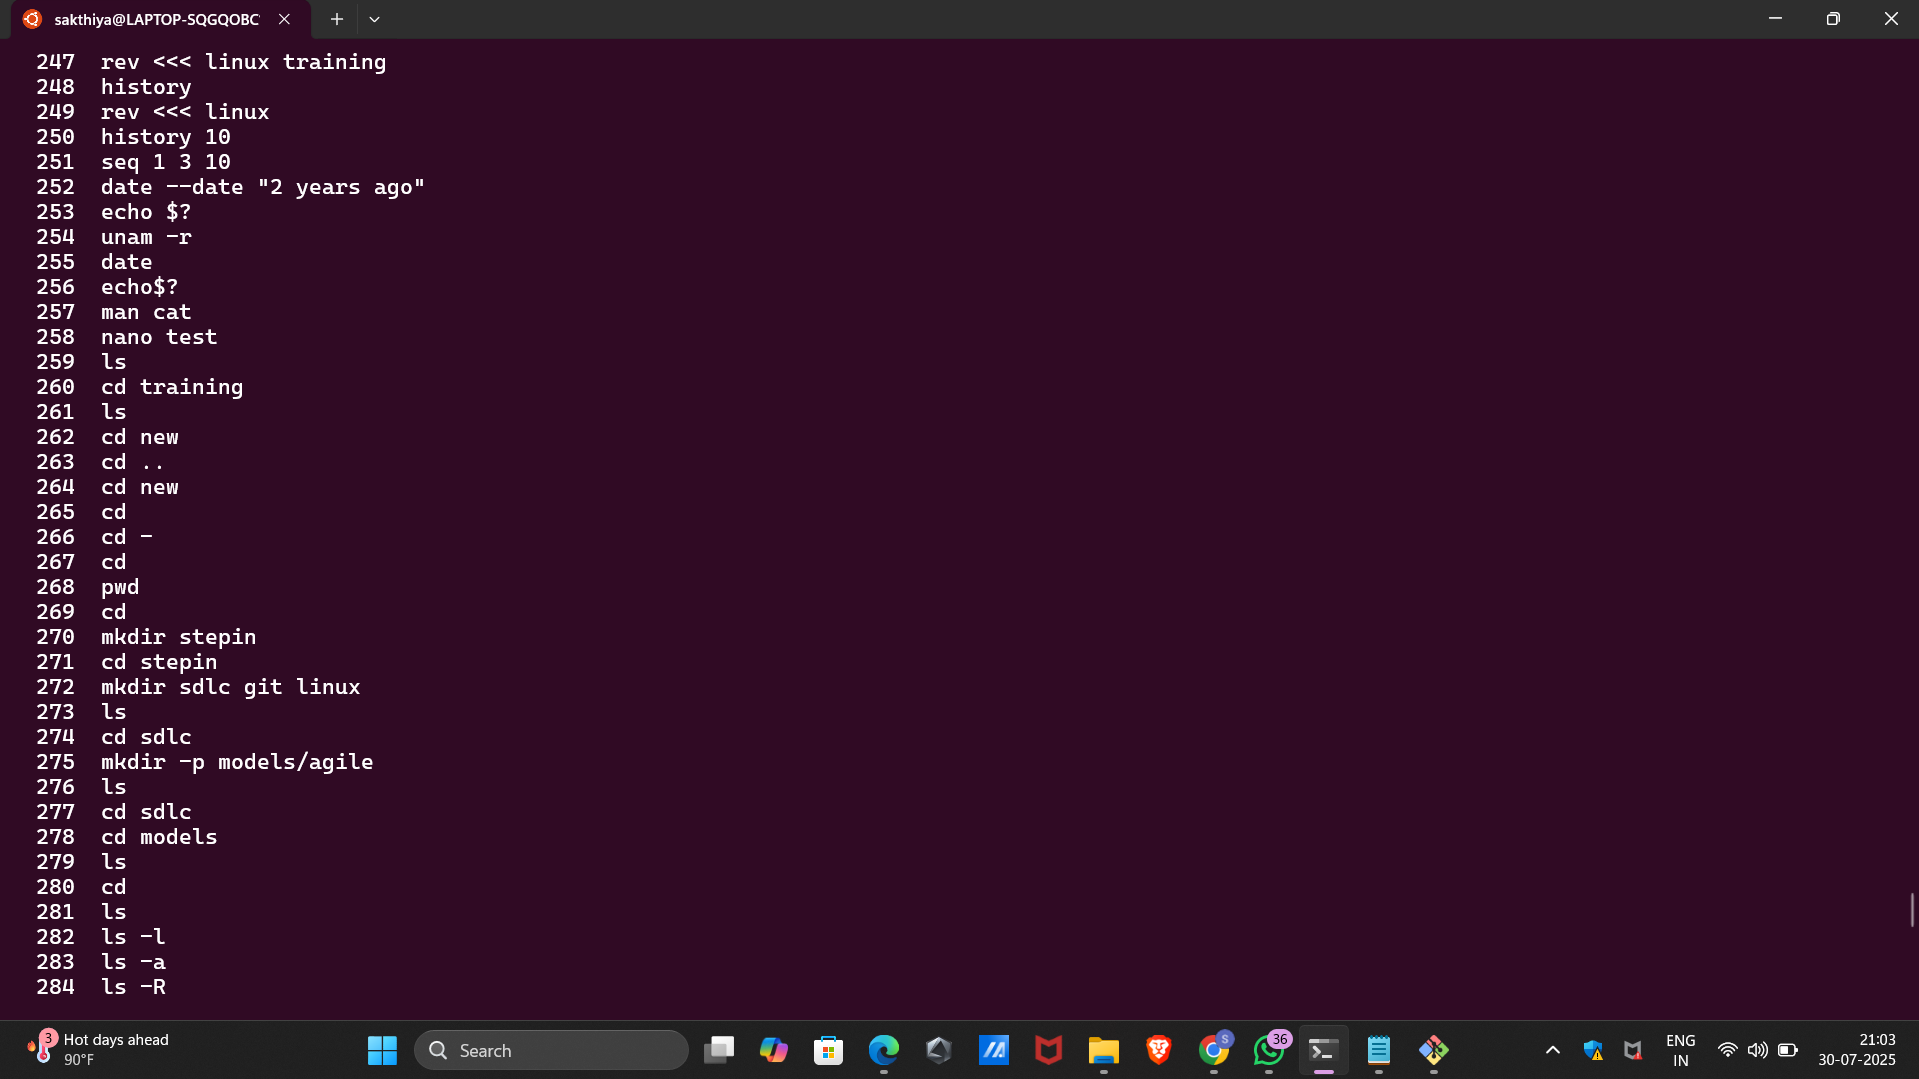 sakthiya@LAPTOP-SQGQOBC
247 rev <<< linux training
248 history
249 rev <<< linux
250 history 10
251 seq 1 3 10
252 date --date "2 years ago"
253 echo $?
254 unam -r
255 date
256 echo$?
257 man cat
258 nano test
259 ls
260 cd training
261 ls
262 cd new
263 cd ..
264 cd new
265 cd
266 cd -
267 cd
268 pwd
269 cd
270 mkdir stepin
271 cd stepin
272 mkdir sdlc git linux
273 ls
274 cd sdlc
275 mkdir -p models/agile
276 ls
277 cd sdlc
278 cd models
279 ls
280 cd
281 ls
282 ls -l
283 ls -a
284 ls -R
3
Hot days ahead
90°F
Search
S
36
ENG
IN
21:03
30-07-2025